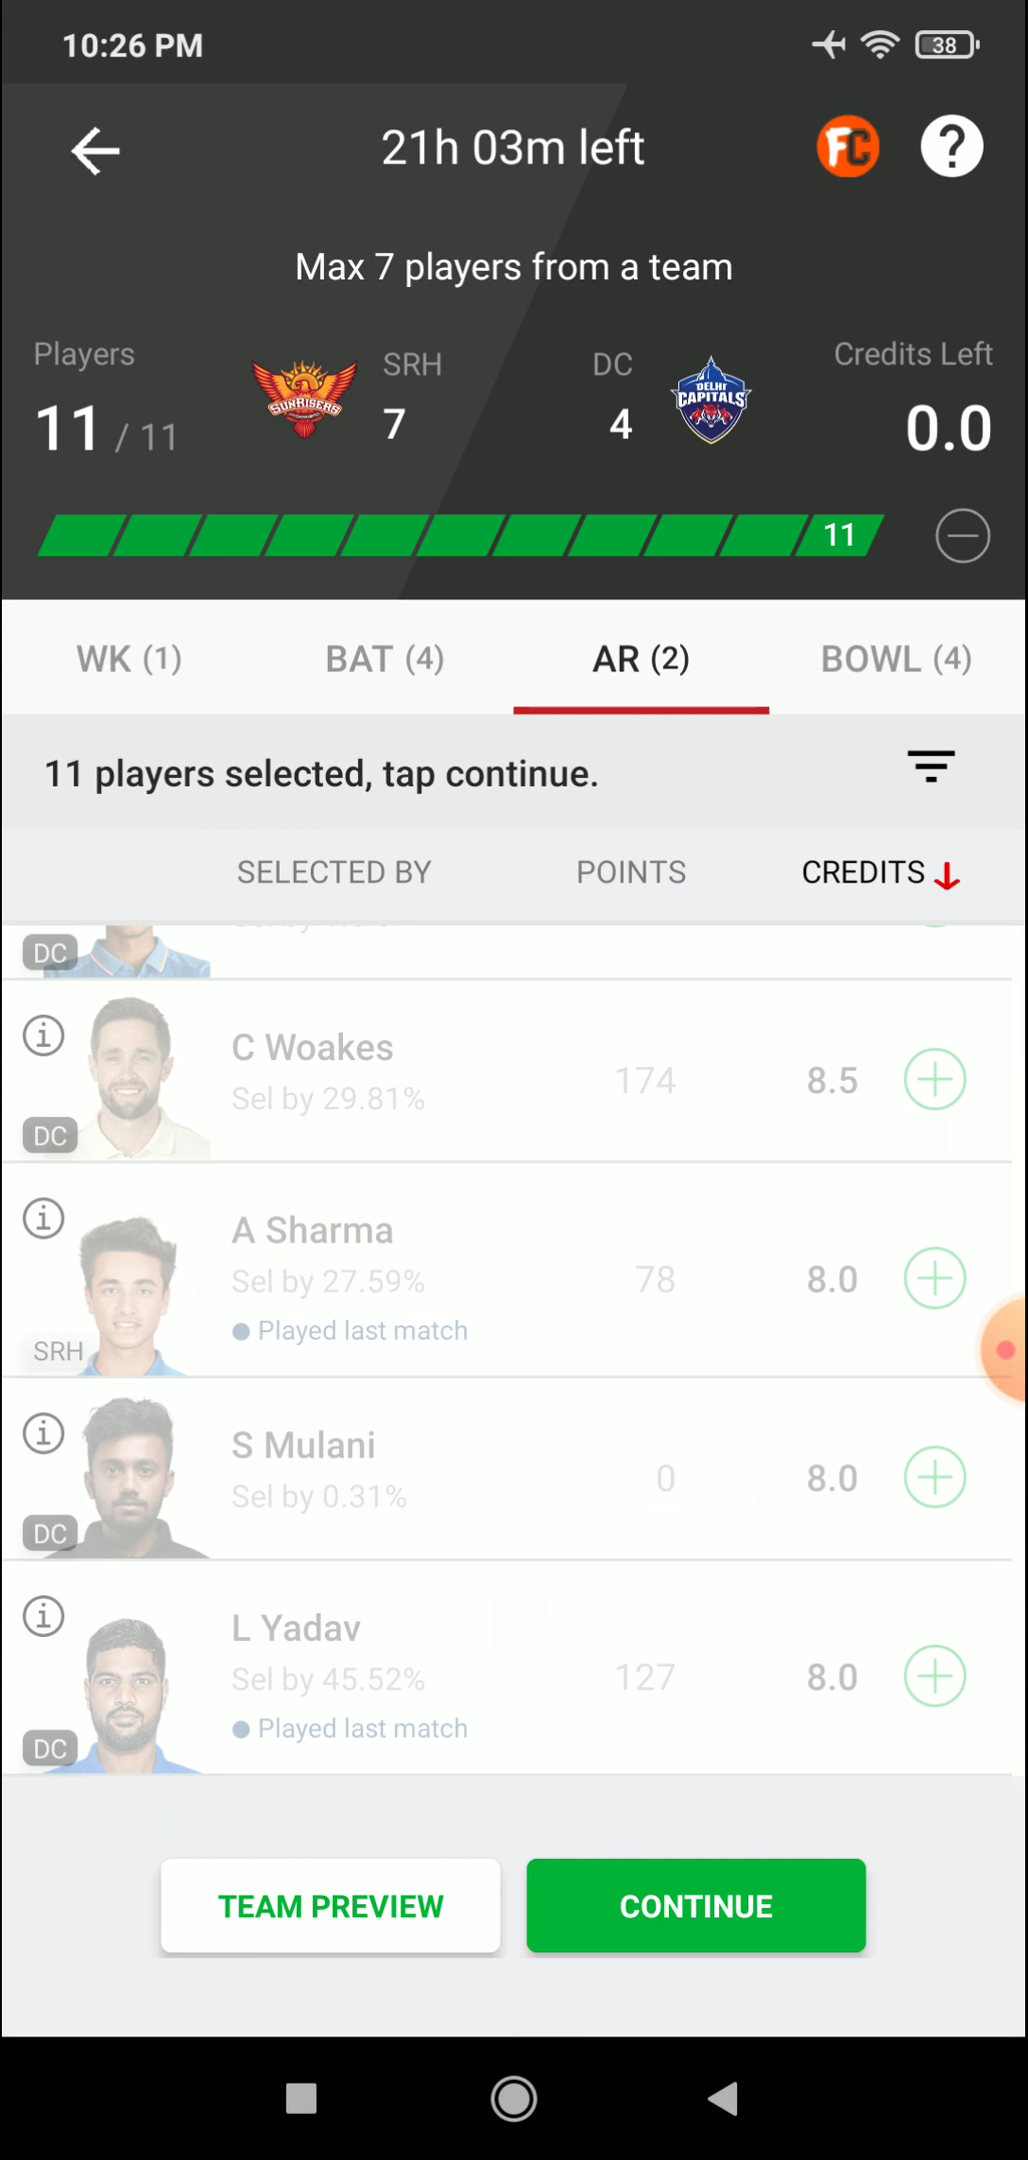 10:26 PM
38
21h 03m left
FC
?
Max 7 players from a team
Players
SRH
DC
Credits Left
11 / 11
SUNRISERS
7
4
DELHI
CAPITALS
0.0
11
WK (1)
BAT (4)
AR (2)
BOWL (4)
11 players selected, tap continue.
SELECTED BY
POINTS
CREDITS
DC
C Woakes
Sel by 29.81%
174
8.5
DC
A Sharma
Sel by 27.59%
78
8.0
Played last match
SRH
S Mulani
Sel by 0.31%
0
8.0
DC
L Yadav
Sel by 45.52%
127
8.0
Played last match
DC
TEAM PREVIEW
CONTINUE